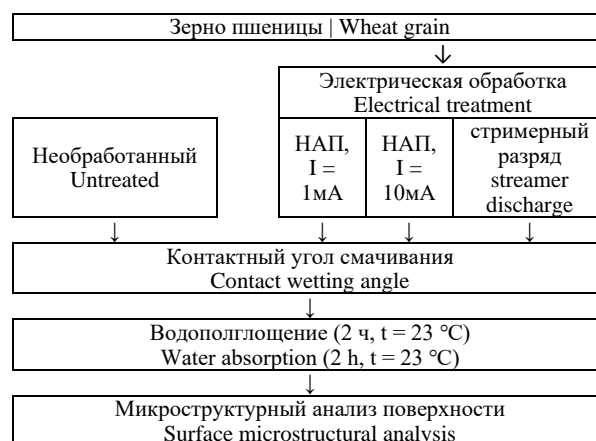 Зерно пшеницы | Wheat grain
↓
Электрическая обработка
Electrical treatment
Необработанный
Untreated
НАП,
I =
1мА
НАП,
I =
10мА
стримерный
разряд
streamer
discharge
↓ ↓ ↓ ↓
Контактный угол смачивания
Contact wetting angle
↓
Водополглощение (2 ч, t = 23 °C)
Water absorption (2 h, t = 23 °C)
↓
Микроструктурный анализ поверхности
Surface microstructural analysis